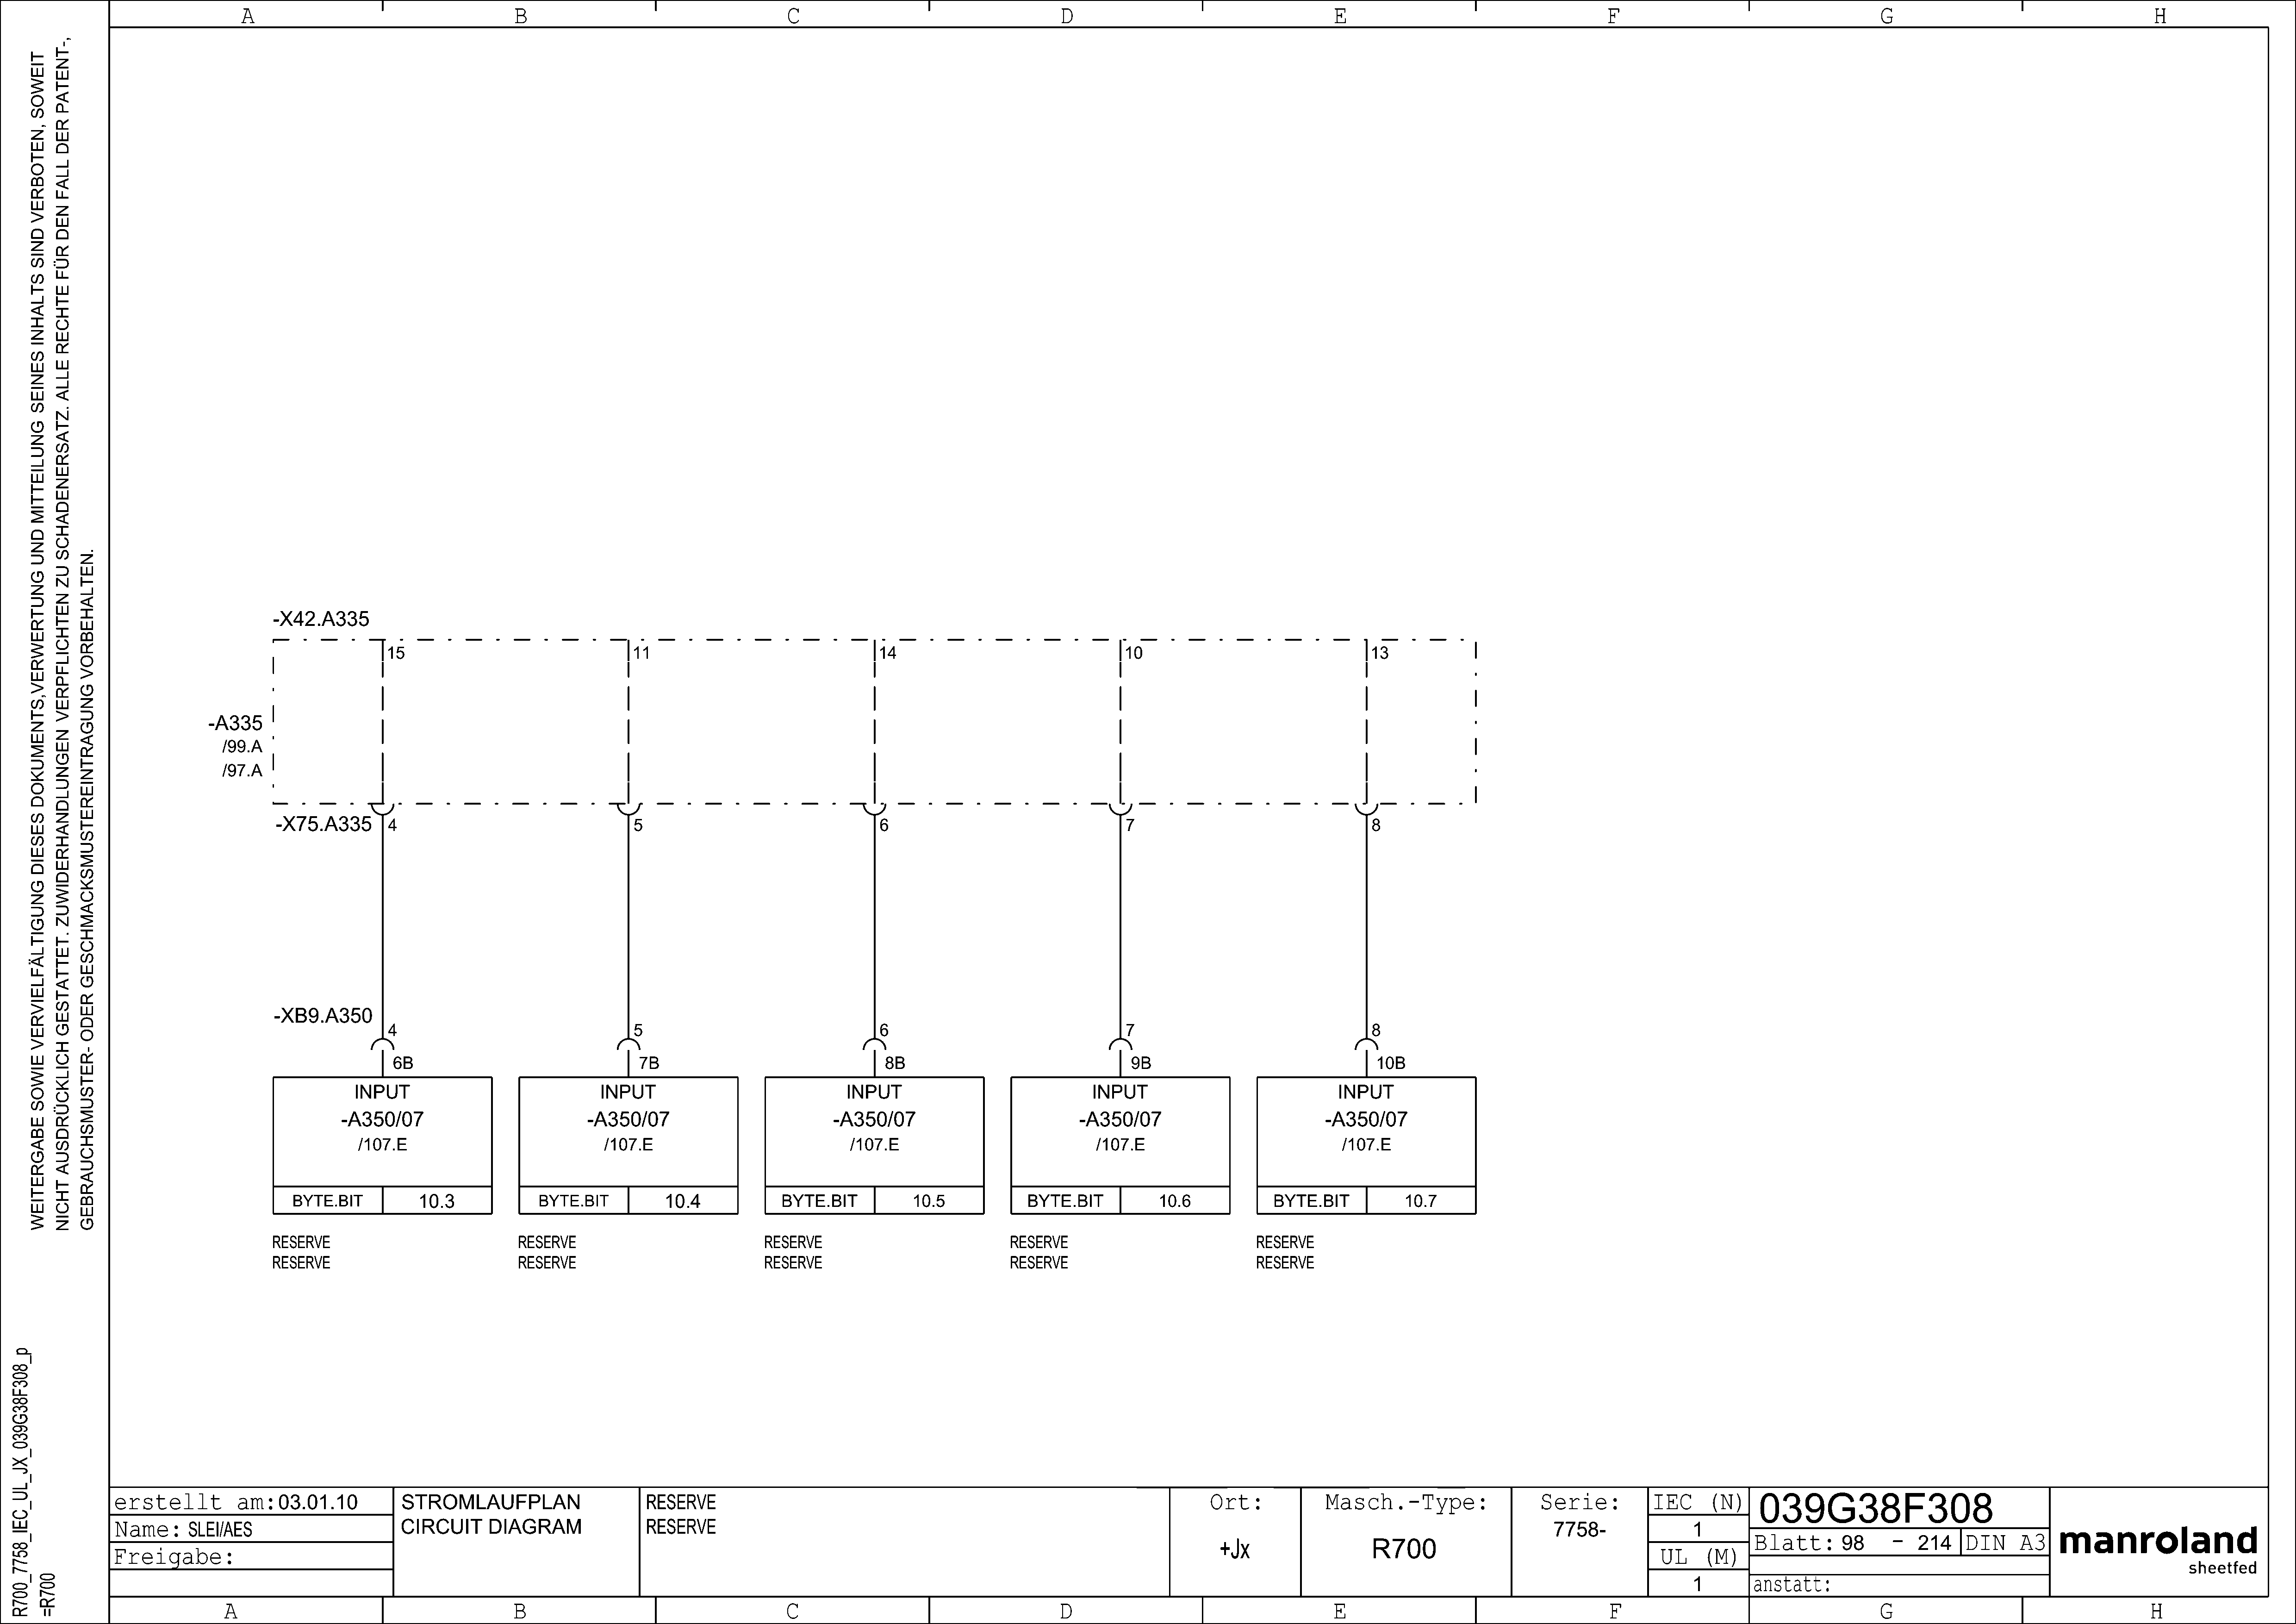 A B C D E F G H
WEITERGABE SOWIE VERVIELFÄLTIGUNG DIESES DOKUMENTS,VERWERTUNG UND MITTEILUNG SEINES INHALTS SIND VERBOTEN, SOWEIT
NICHT AUSDRÜCKLICH GESTATTET. ZUWIDERHANDLUNGEN VERPFLICHTEN ZU SCHADENERSATZ. ALLE RECHTE FÜR DEN FALL DER PATENT-,
GEBRAUCHSMUSTER- ODER GESCHMACKSMUSTEREINTRAGUNG VORBEHALTEN.
R700_7758_IEC_UL_JX_039G38F308_p
=R700
-X42.A335
15 11 14 10 13
-A335
/99.A
/97.A
-X75.A335 4 5 6 7 8
-XB9.A350
4 5 6 7 8
6B 7B 8B 9B 10B
INPUT INPUT INPUT INPUT INPUT
-A350/07 -A350/07 -A350/07 -A350/07 -A350/07
/107.E /107.E /107.E /107.E /107.E
BYTE.BIT 10.3 BYTE.BIT 10.4 BYTE.BIT 10.5 BYTE.BIT 10.6 BYTE.BIT 10.7
RESERVE RESERVE RESERVE RESERVE RESERVE
RESERVE RESERVE RESERVE RESERVE RESERVE
erstellt am: 03.01.10
Name: SLEI/AES
Freigabe:
STROMLAUFPLAN
CIRCUIT DIAGRAM
RESERVE
RESERVE
Ort:
+Jx
Masch.-Type:
R700
Serie:
7758-
IEC (N)
1
UL (M)
1
039G38F308
Blatt: 98 - 214 DIN A3
anstatt:
manroland
sheetfed
A B C D E F G H